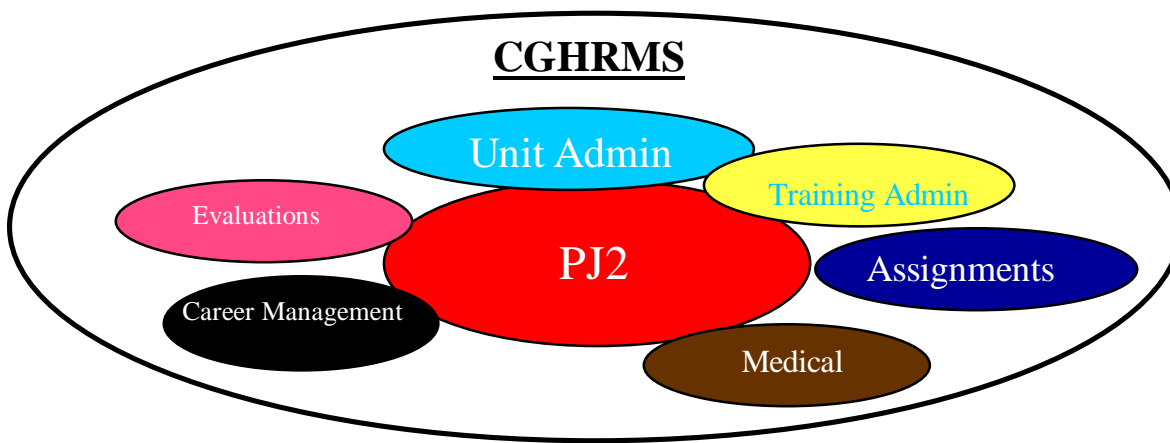 CGHRMS
Unit Admin
Training Admin
Evaluations
PJ2
Assignments
Career Management
Medical